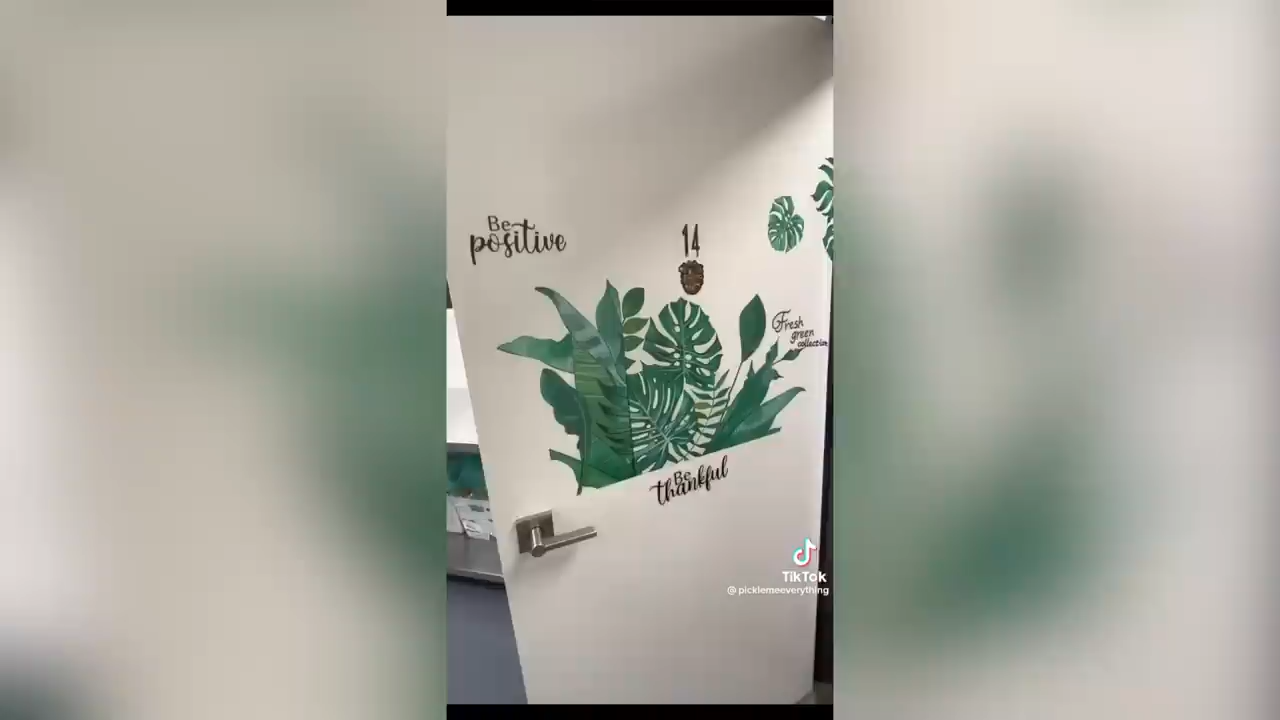 Be
positive
14
Fresh
green
collection
Be
thankful
TikTok
@ picklemeeverything